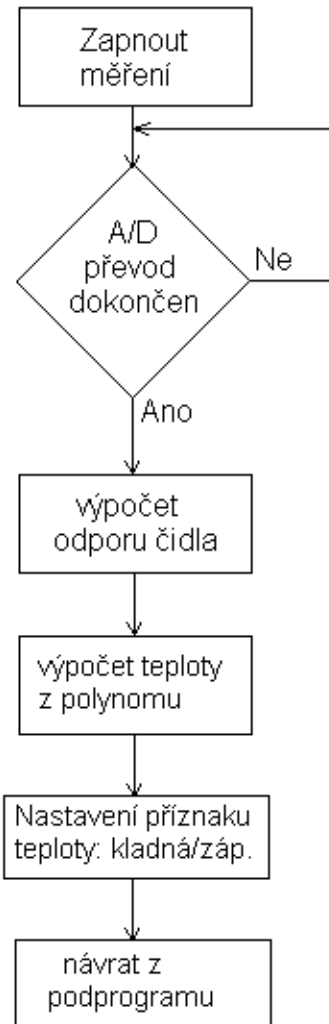 Zapnout
měření
A/D
převod
dokončen
Ne
Ano
výpočet
odporu čidla
výpočet teploty
z polynomu
Nastavení příznaku
teploty: kladná/záp.
návrat z
podprogramu